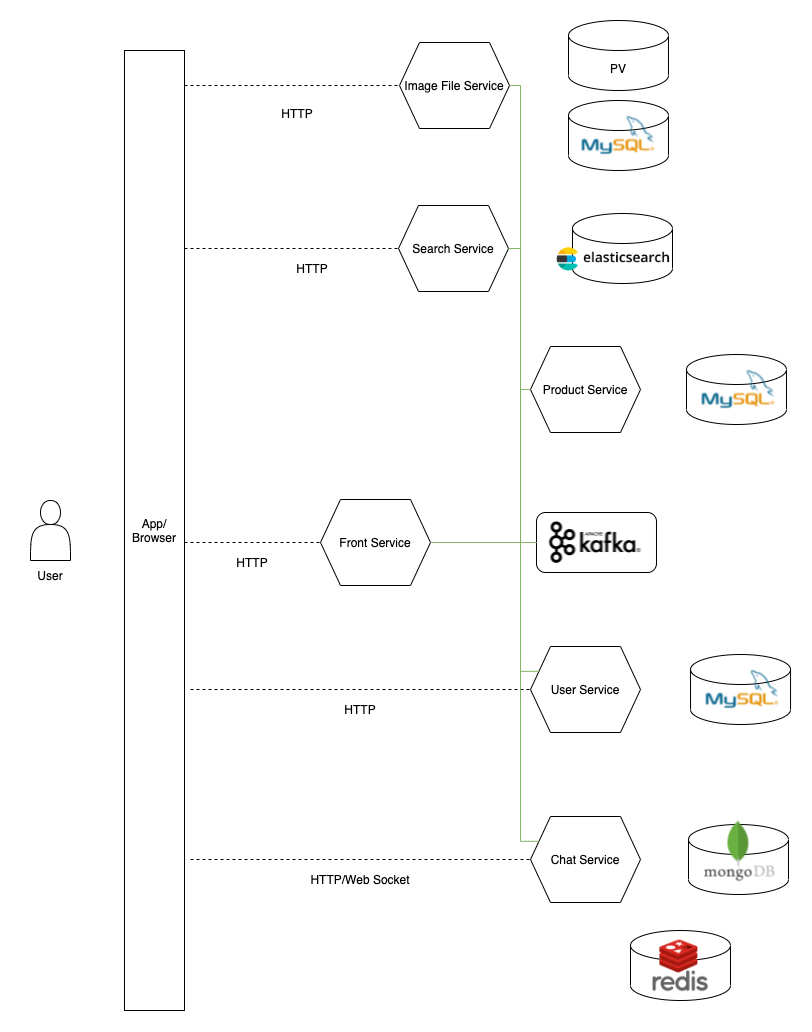 PV
Image File Service
HTTP
MySQL
Search Service
HTTP
elasticsearch
Product Service
MySQL
App/
Browser
Front Service
HTTP
APACHE
kafka
User
User Service
HTTP
MySQL
Chat Service
HTTP/Web Socket
mongoDB
redis